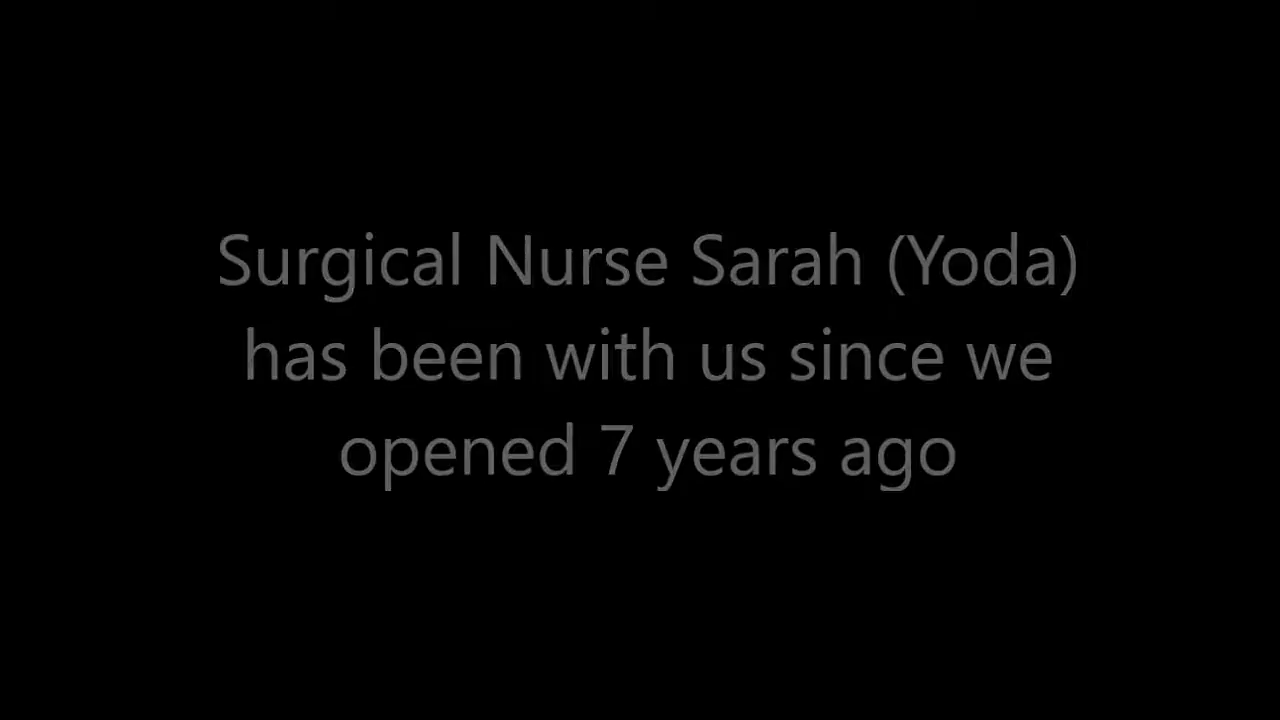 Surgical Nurse Sarah (Yoda)
has been with us since we
opened 7 years ago